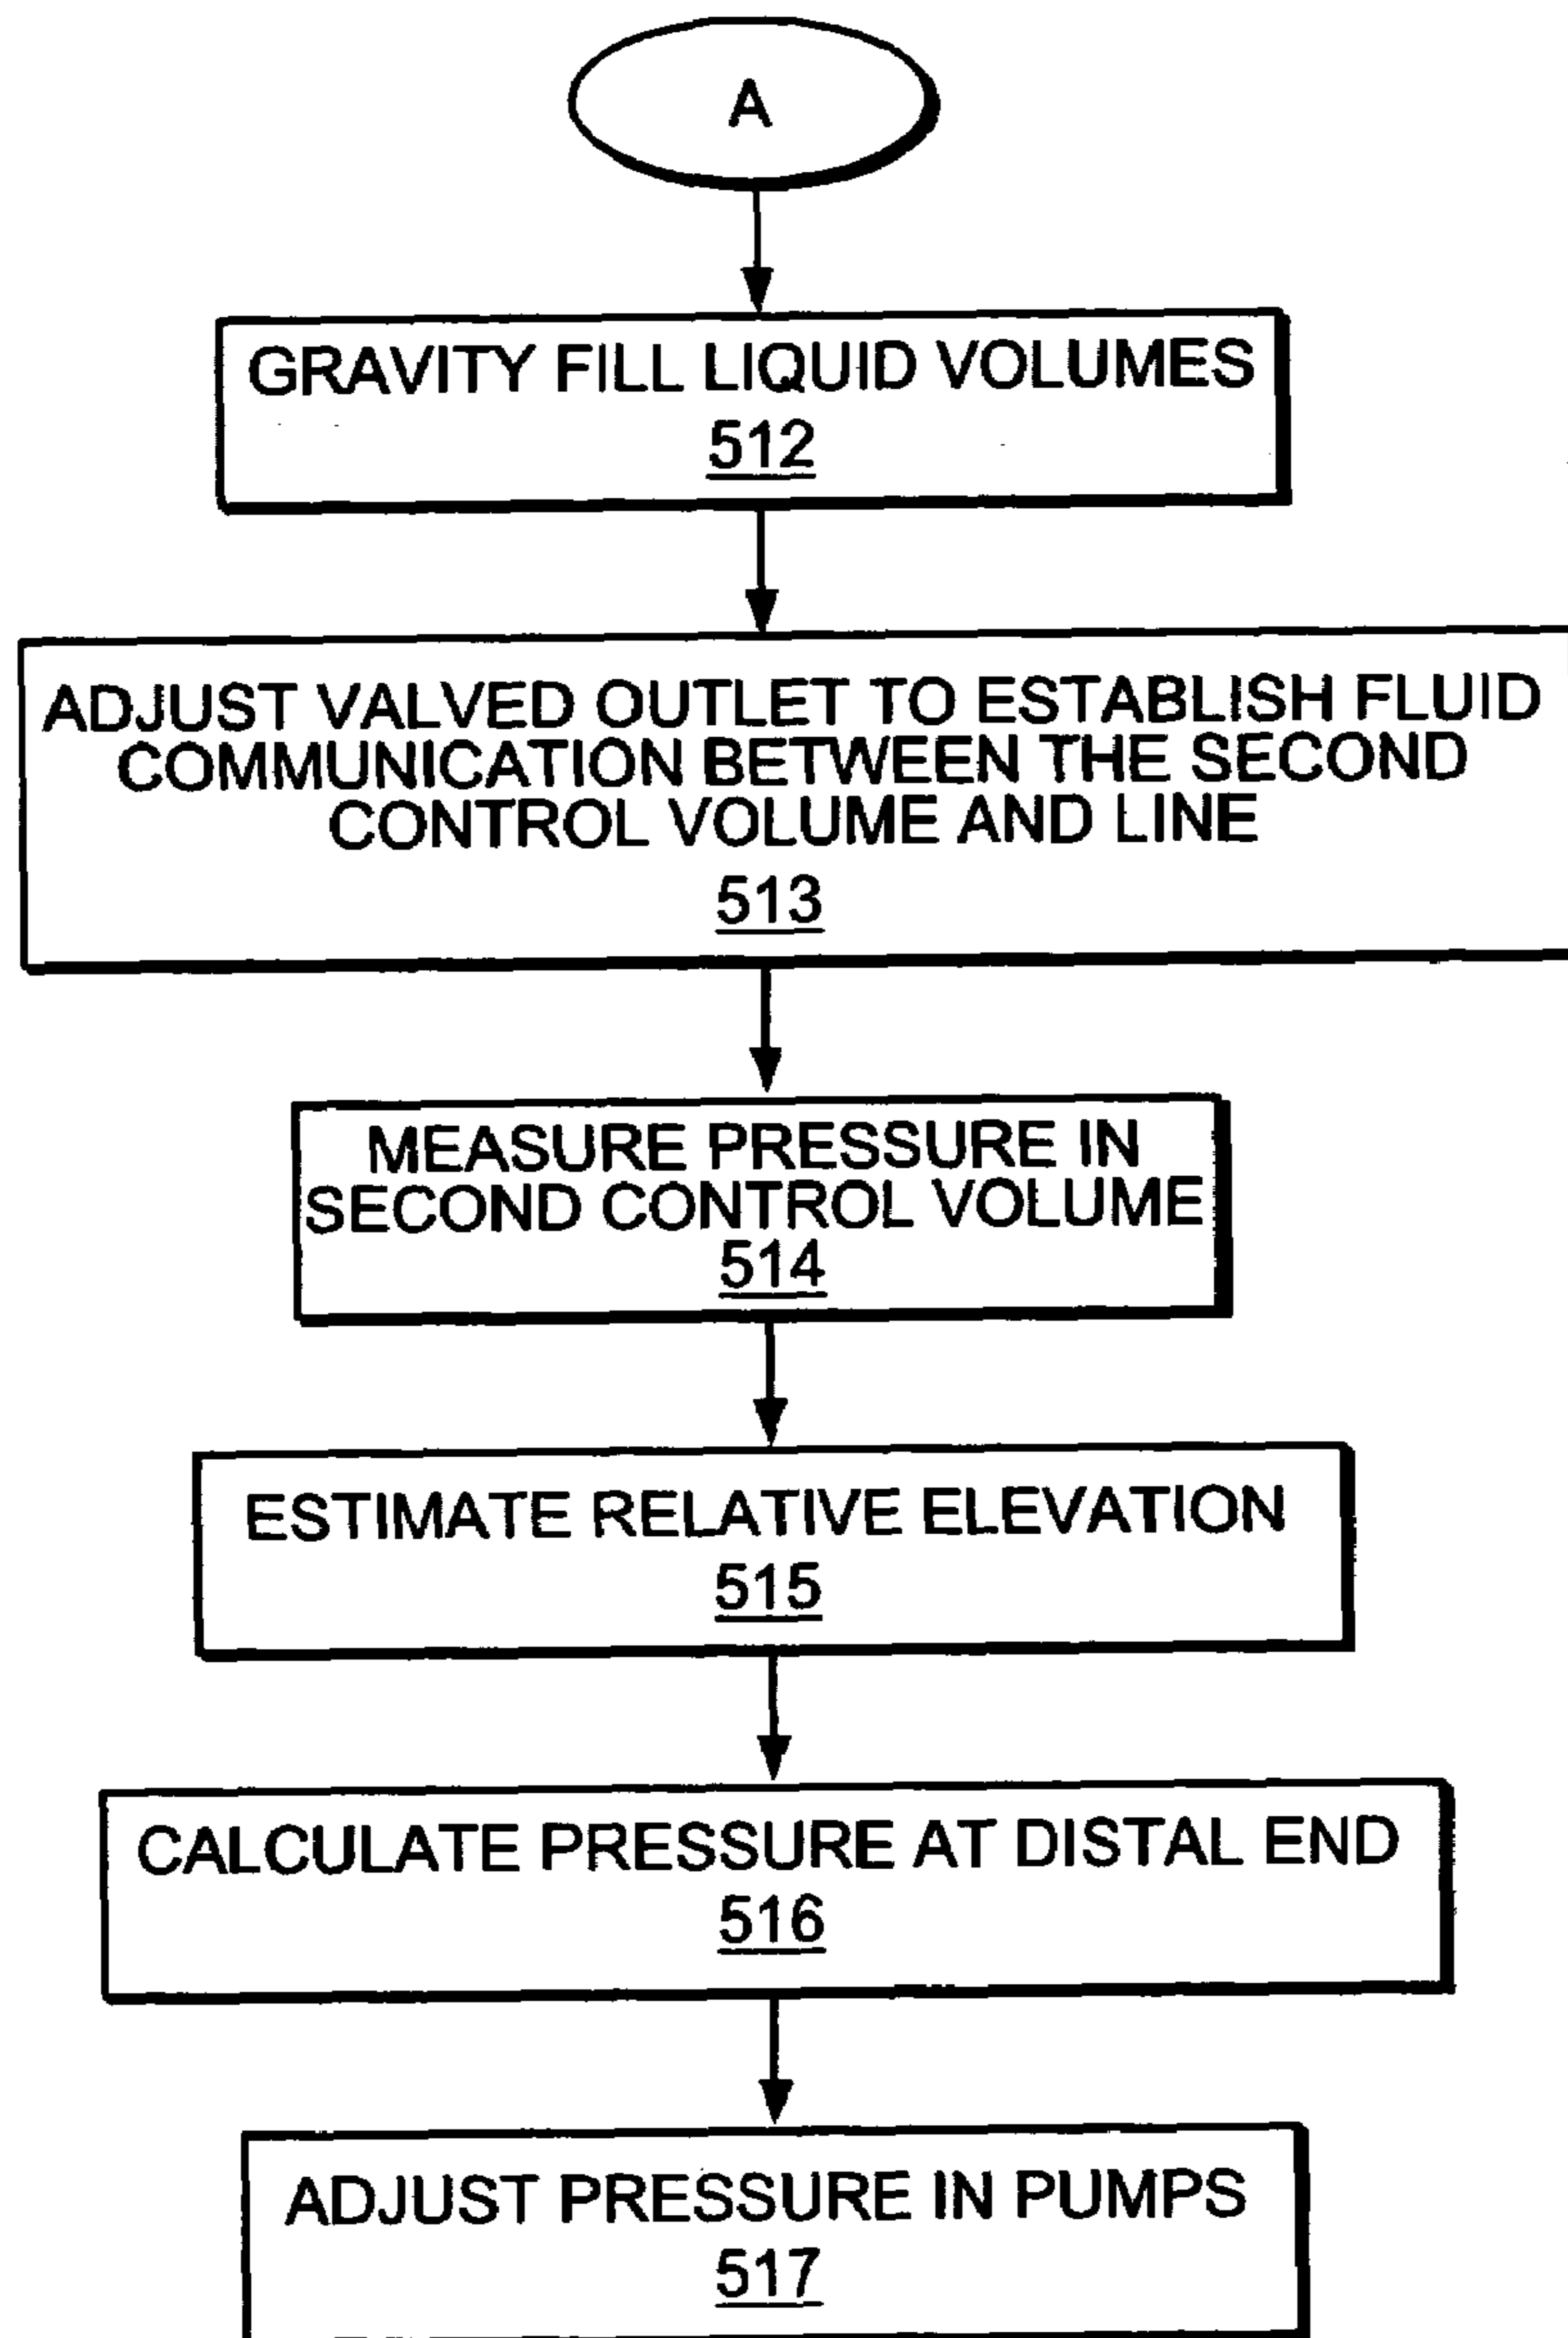 A
GRAVITY FILL LIQUID VOLUMES
512
ADJUST VALVED OUTLET TO ESTABLISH FLUID
COMMUNICATION BETWEEN THE SECOND
CONTROL VOLUME AND LINE
513
MEASURE PRESSURE IN
SECOND CONTROL VOLUME
514
ESTIMATE RELATIVE ELEVATION
515
CALCULATE PRESSURE AT DISTAL END
516
ADJUST PRESSURE IN PUMPS
517